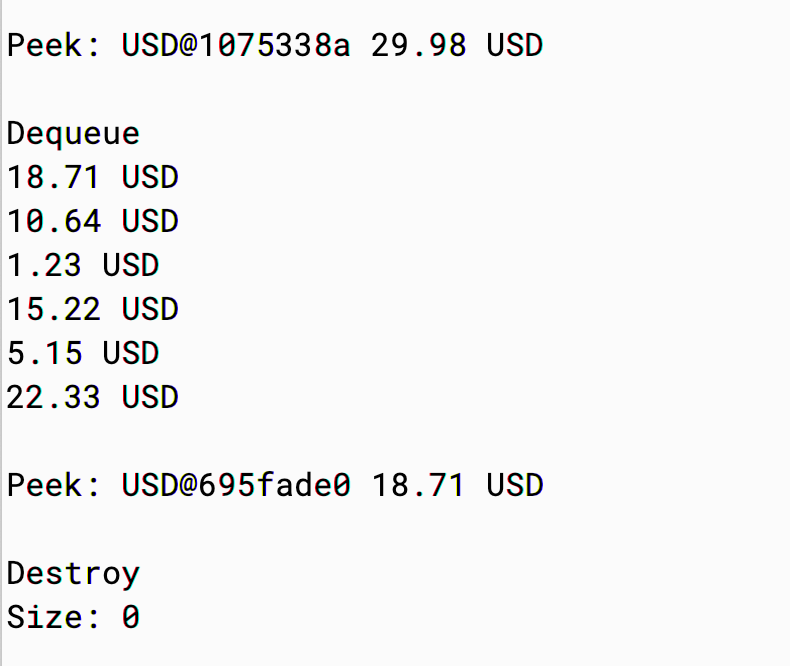 Peek: USD@1075338a 29.98 USD
Dequeue
18.71 USD
10.64 USD
1.23 USD
15.22 USD
5.15 USD
22.33 USD
Peek: USD@695fade0 18.71 USD
Destroy
Size: 0